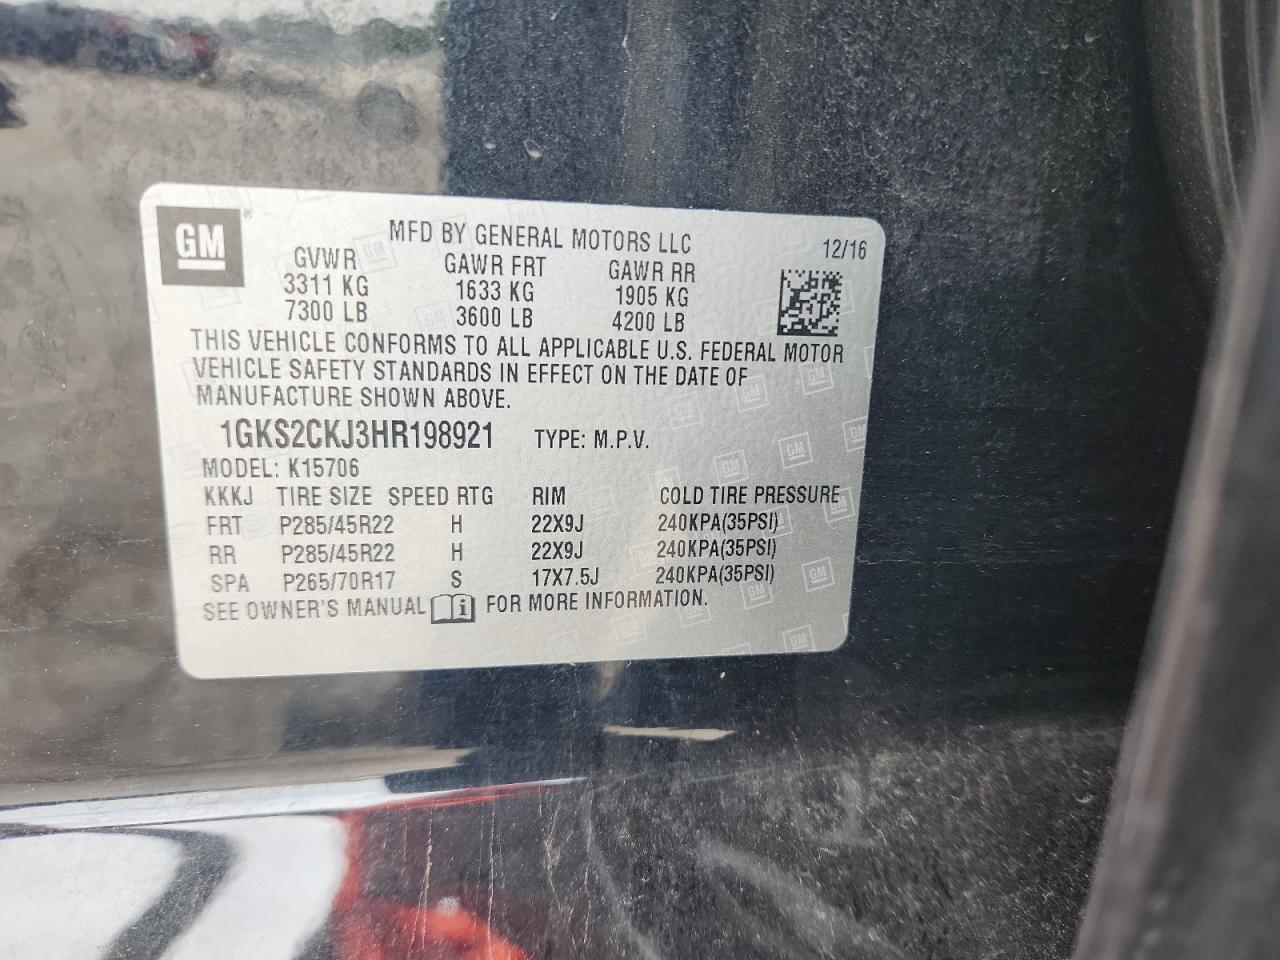 GM
MFD BY GENERAL MOTORS LLC 12/16
GVWR GAWR FRT GAWR RR
3311 KG 1633 KG 1905 KG
7300 LB 3600 LB 4200 LB
THIS VEHICLE CONFORMS TO ALL APPLICABLE U.S. FEDERAL MOTOR
VEHICLE SAFETY STANDARDS IN EFFECT ON THE DATE OF
MANUFACTURE SHOWN ABOVE.
1GKS2CKJ3HR198921 TYPE: M.P.V.
MODEL: K15706
KKKJ TIRE SIZE SPEED RTG RIM COLD TIRE PRESSURE
FRT P285/45R22 H 22X9J 240KPA(35PSI)
RR P285/45R22 H 22X9J 240KPA(35PSI)
SPA P265/70R17 S 17X7.5J 240KPA(35PSI)
SEE OWNER'S MANUAL i FOR MORE INFORMATION.